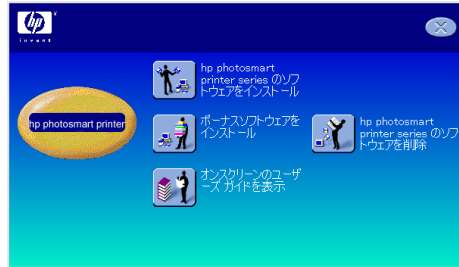 hp
invent
hp photosmart
printer series のソフ
トウェアをインストール
hp photosmart printer
ボーナスソフトウェアを
インストール
hp photosmart
printer series のソフ
トウェアを削除
オンスクリーンのユーザ
ーズ ガイドを表示